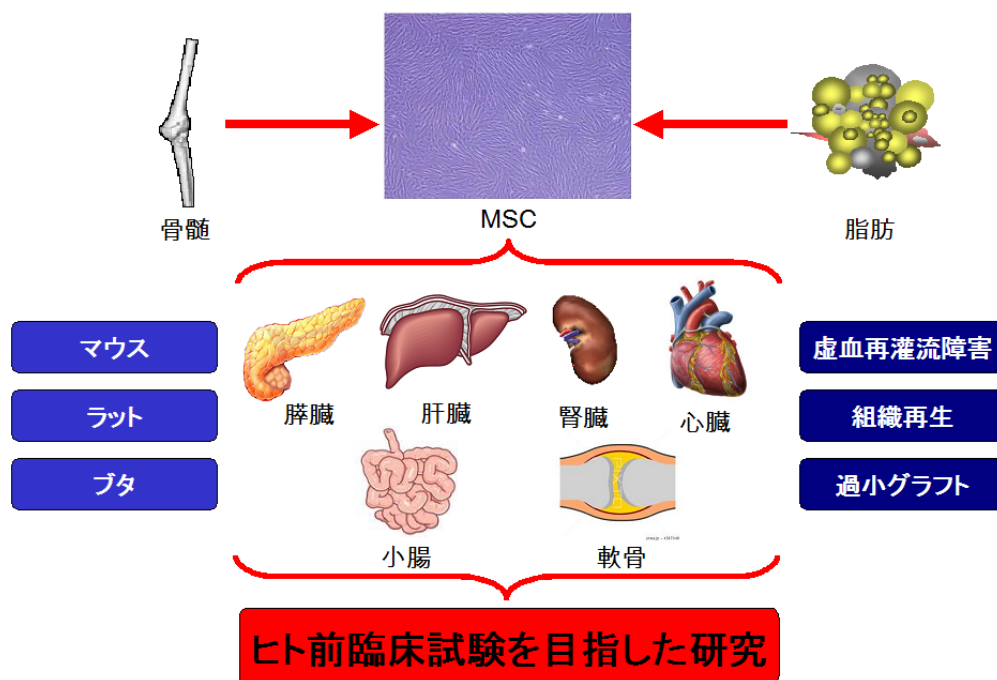 骨髄
MSC
脂肪
マウス
ラット
ブタ
膵臓
肝臓
腎臓
心臓
小腸
軟骨
虚血再灌流障害
組織再生
過小グラフト
ヒト前臨床試験を目指した研究